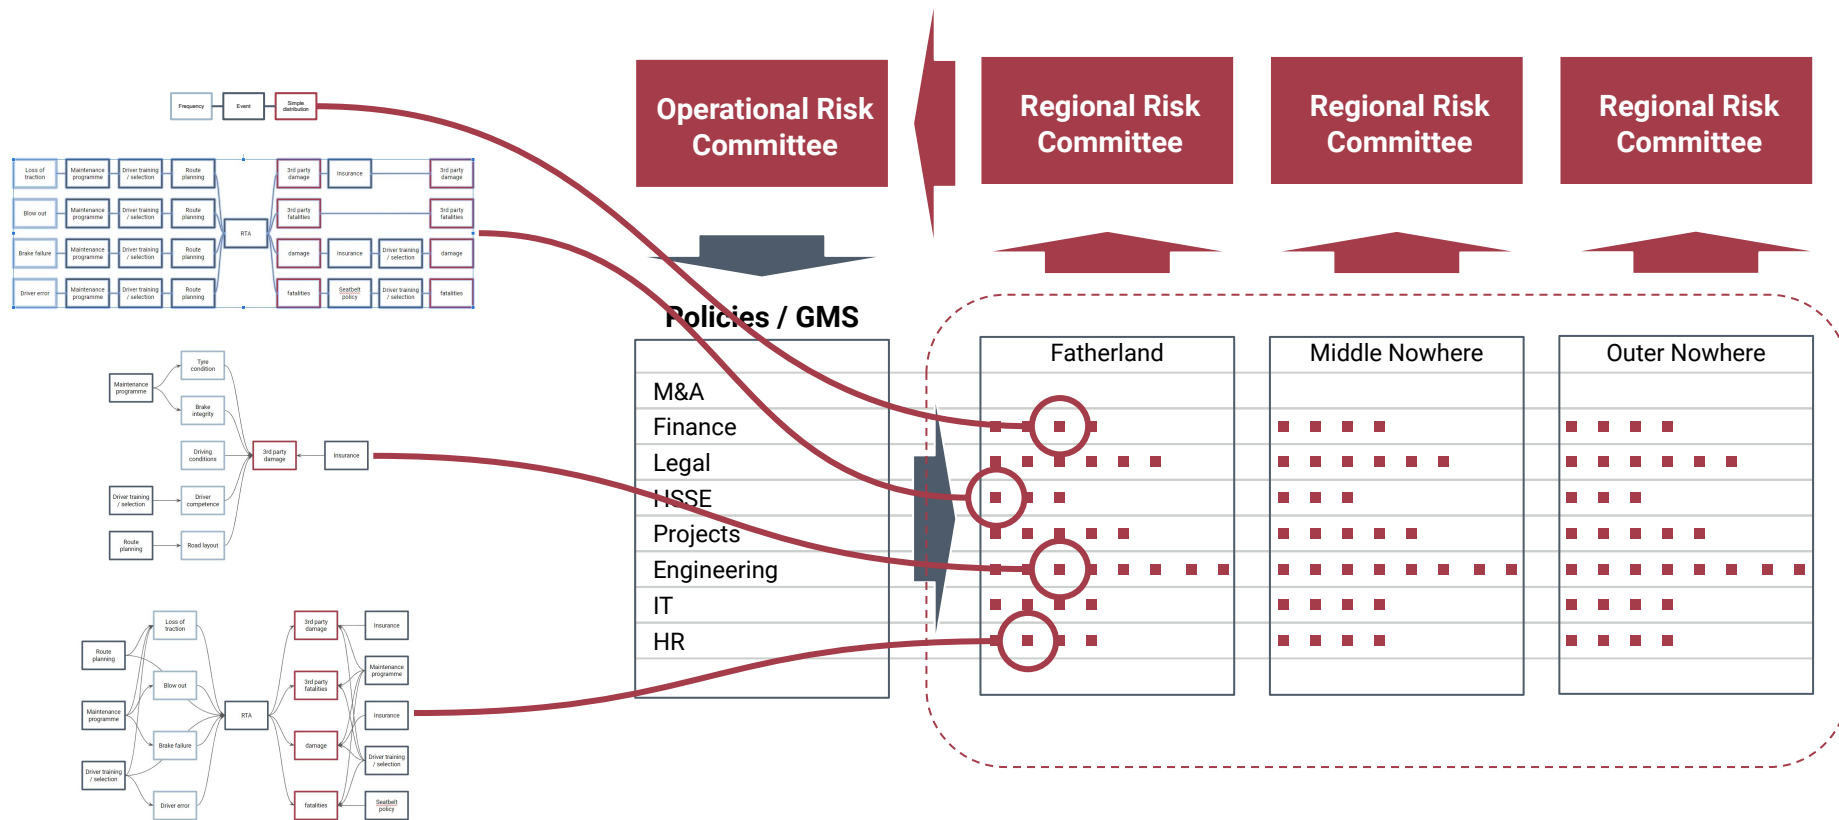 Operational Risk
Committee
Regional Risk
Committee
Regional Risk
Committee
Regional Risk
Committee
Frequency
Event
Simple
distribution
Loss of
traction
Maintenance
programme
Driver training
/ selection
Route
planning
3rd party
damage
Insurance
3rd party
damage
Blow out
Maintenance
programme
Driver training
/ selection
Route
planning
3rd party
fatalities
3rd party
fatalities
RTA
Brake failure
Maintenance
programme
Driver training
/ selection
Route
planning
damage
Insurance
Driver training
/ selection
damage
Driver error
Maintenance
programme
Driver training
/ selection
Route
planning
fatalities
Seatbelt
policy
Driver training
/ selection
fatalities
Policies / GMS
M&A
Finance
Legal
HSSE
Projects
Engineering
IT
HR
Fatherland
Middle Nowhere
Outer Nowhere
Tyre
condition
Maintenance
programme
Brake
integrity
Driving
conditions
3rd party
damage
Insurance
Driver training
/ selection
Driver
competence
Route
planning
Road layout
Loss of
traction
3rd party
damage
Insurance
Route
planning
Maintenance
programme
Blow out
3rd party
fatalities
Maintenance
programme
RTA
Insurance
Brake failure
damage
Driver training
/ selection
Driver training
/ selection
Driver error
fatalities
Seatbelt
policy